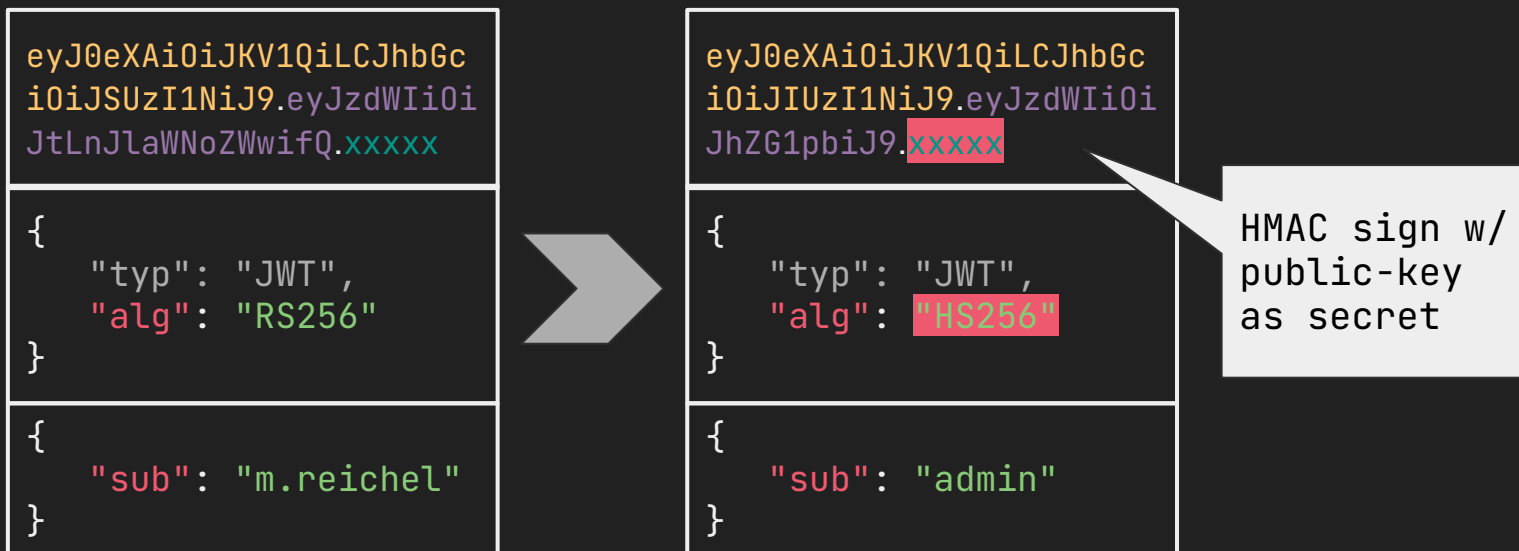 eyJ0eXAiOiJKV1QiLCJhbGc
iOiJSUzI1NiJ9.eyJzdWIiOi
JtLnJlaWNoZWwifQ.xxxxx
{
"typ": "JWT",
"alg": "RS256"
}
{
"sub": "m.reichel"
}
eyJ0eXAiOiJKV1QiLCJhbGc
iOiJIUzI1NiJ9.eyJzdWIiOi
JhZG1pbiJ9.xxxxx
{
"typ": "JWT",
"alg": "HS256"
}
{
"sub": "admin"
}
HMAC sign w/
public-key
as secret